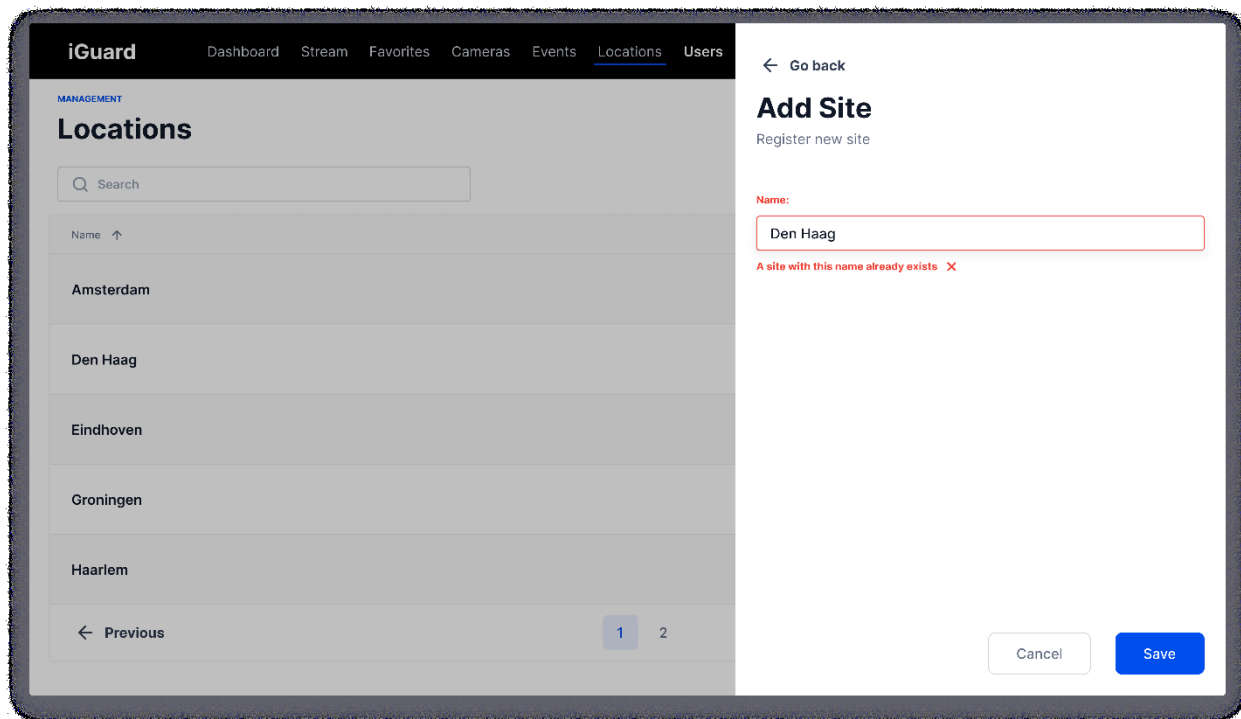 iGuard Dashboard Stream Favorites Cameras Events Locations Users
MANAGEMENT
Locations
Search
Name
Amsterdam
Den Haag
Eindhoven
Groningen
Haarlem
Previous 1 2
Go back
Add Site
Register new site
Name:
Den Haag
A site with this name already exists
Cancel Save